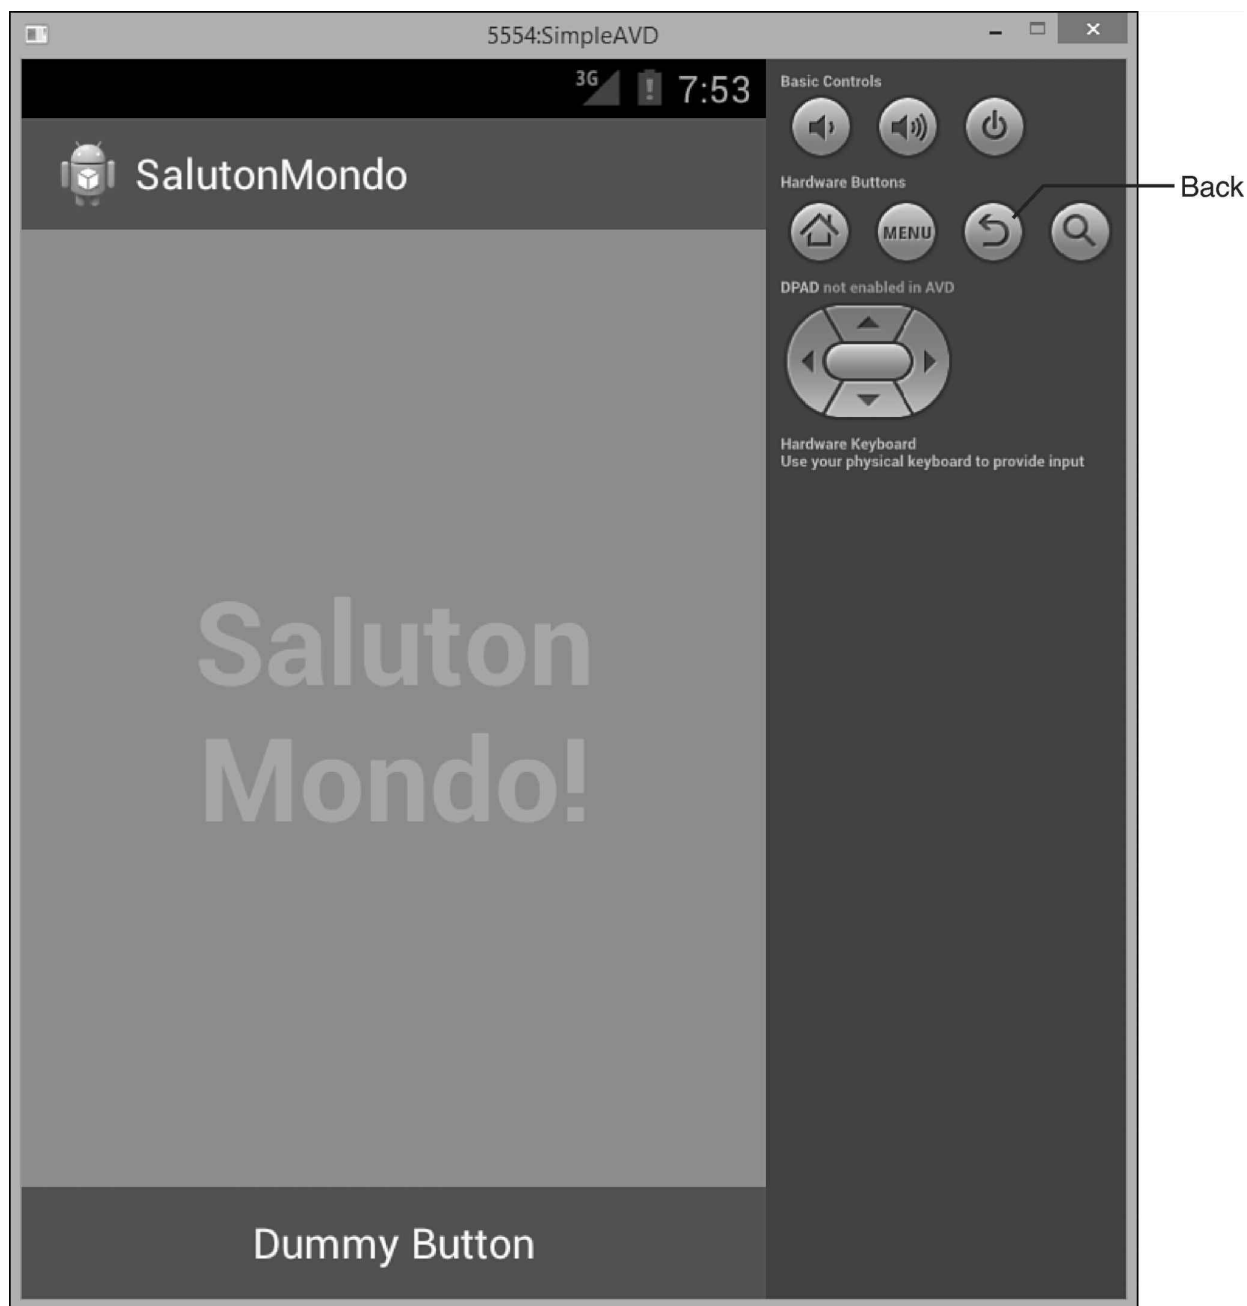 5554:SimpleAVD
3G 7:53
SalutonMondo
Saluton
Mondo!
Dummy Button
Basic Controls
Hardware Buttons
MENU
Back
DPAD not enabled in AVD
Hardware Keyboard
Use your physical keyboard to provide input